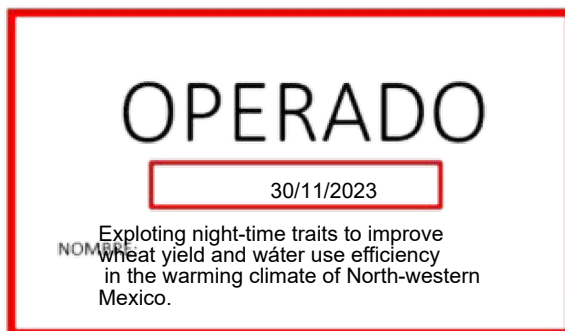 OPERADO
30/11/2023
Exploting night-time traits to improve
NOMBRE:
wheat yield and wáter use efficiency
in the warming climate of North-western
Mexico.